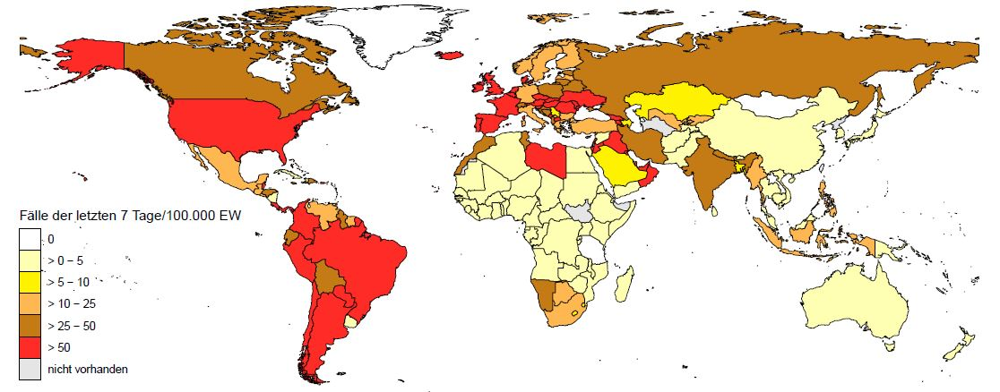 Fälle der letzten 7 Tage/100.000 EW
0
> 0 – 5
> 5 – 10
> 10 – 25
> 25 – 50
> 50
nicht vorhanden